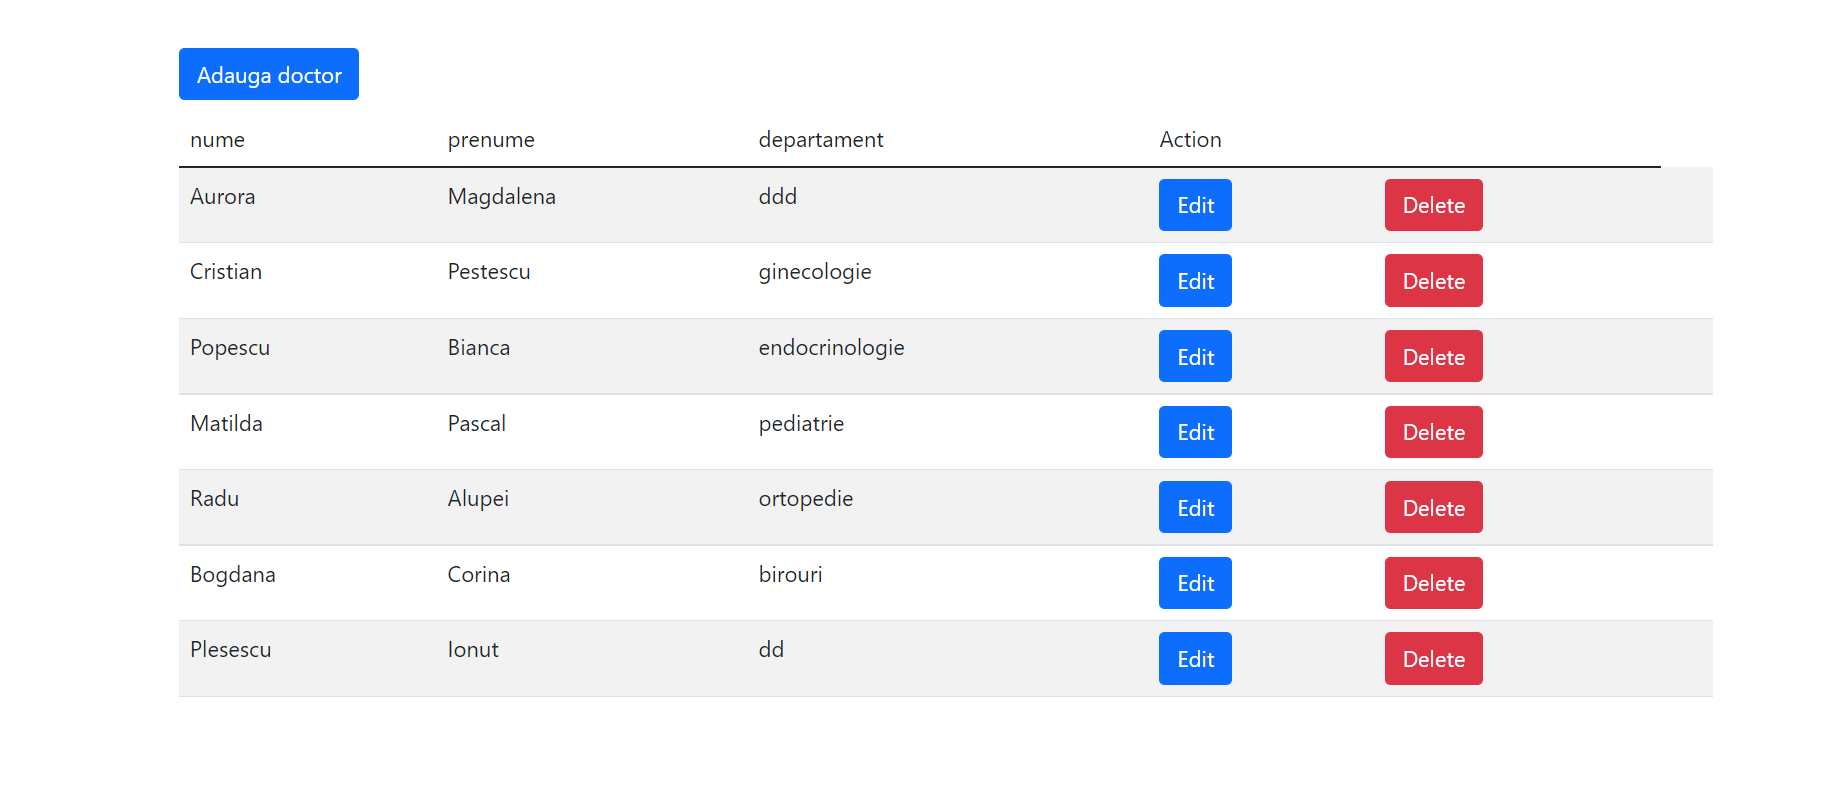 Adauga doctor
nume prenume departament Action
Aurora Magdalena ddd Edit Delete
Cristian Pestescu ginecologie Edit Delete
Popescu Bianca endocrinologie Edit Delete
Matilda Pascal pediatrie Edit Delete
Radu Alupei ortopedie Edit Delete
Bogdana Corina birouri Edit Delete
Plesescu Ionut dd Edit Delete